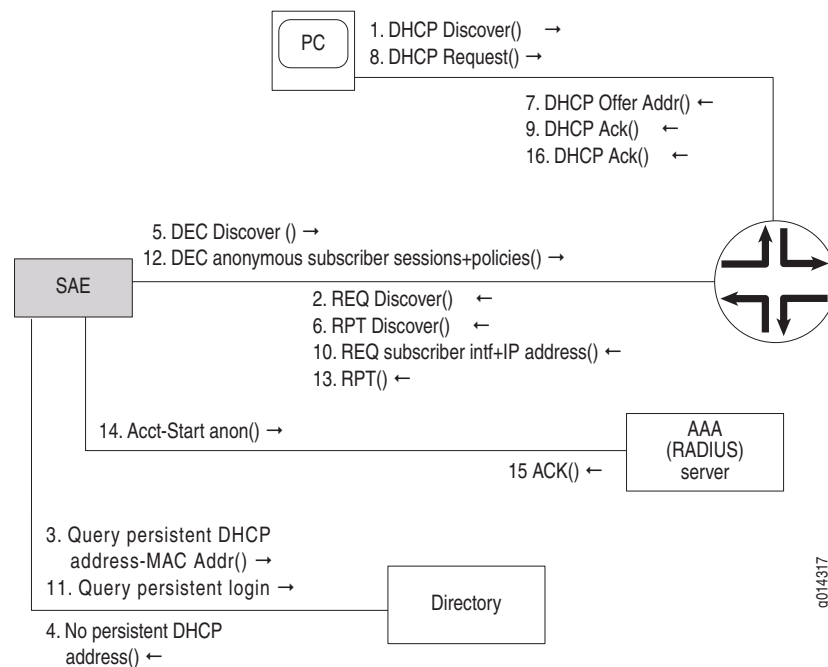 PC
1. DHCP Discover() →
8. DHCP Request() →
7. DHCP Offer Addr() ←
9. DHCP Ack() ←
16. DHCP Ack() ←
5. DEC Discover () →
12. DEC anonymous subscriber sessions+policies() →
SAE
2. REQ Discover() ←
6. RPT Discover() ←
10. REQ subscriber intf+IP address() ←
13. RPT() ←
14. Acct-Start anon() →
AAA
(RADIUS)
server
15 ACK() ←
3. Query persistent DHCP
address-MAC Addr() →
11. Query persistent login →
Directory
4. No persistent DHCP
address() ←
g014317